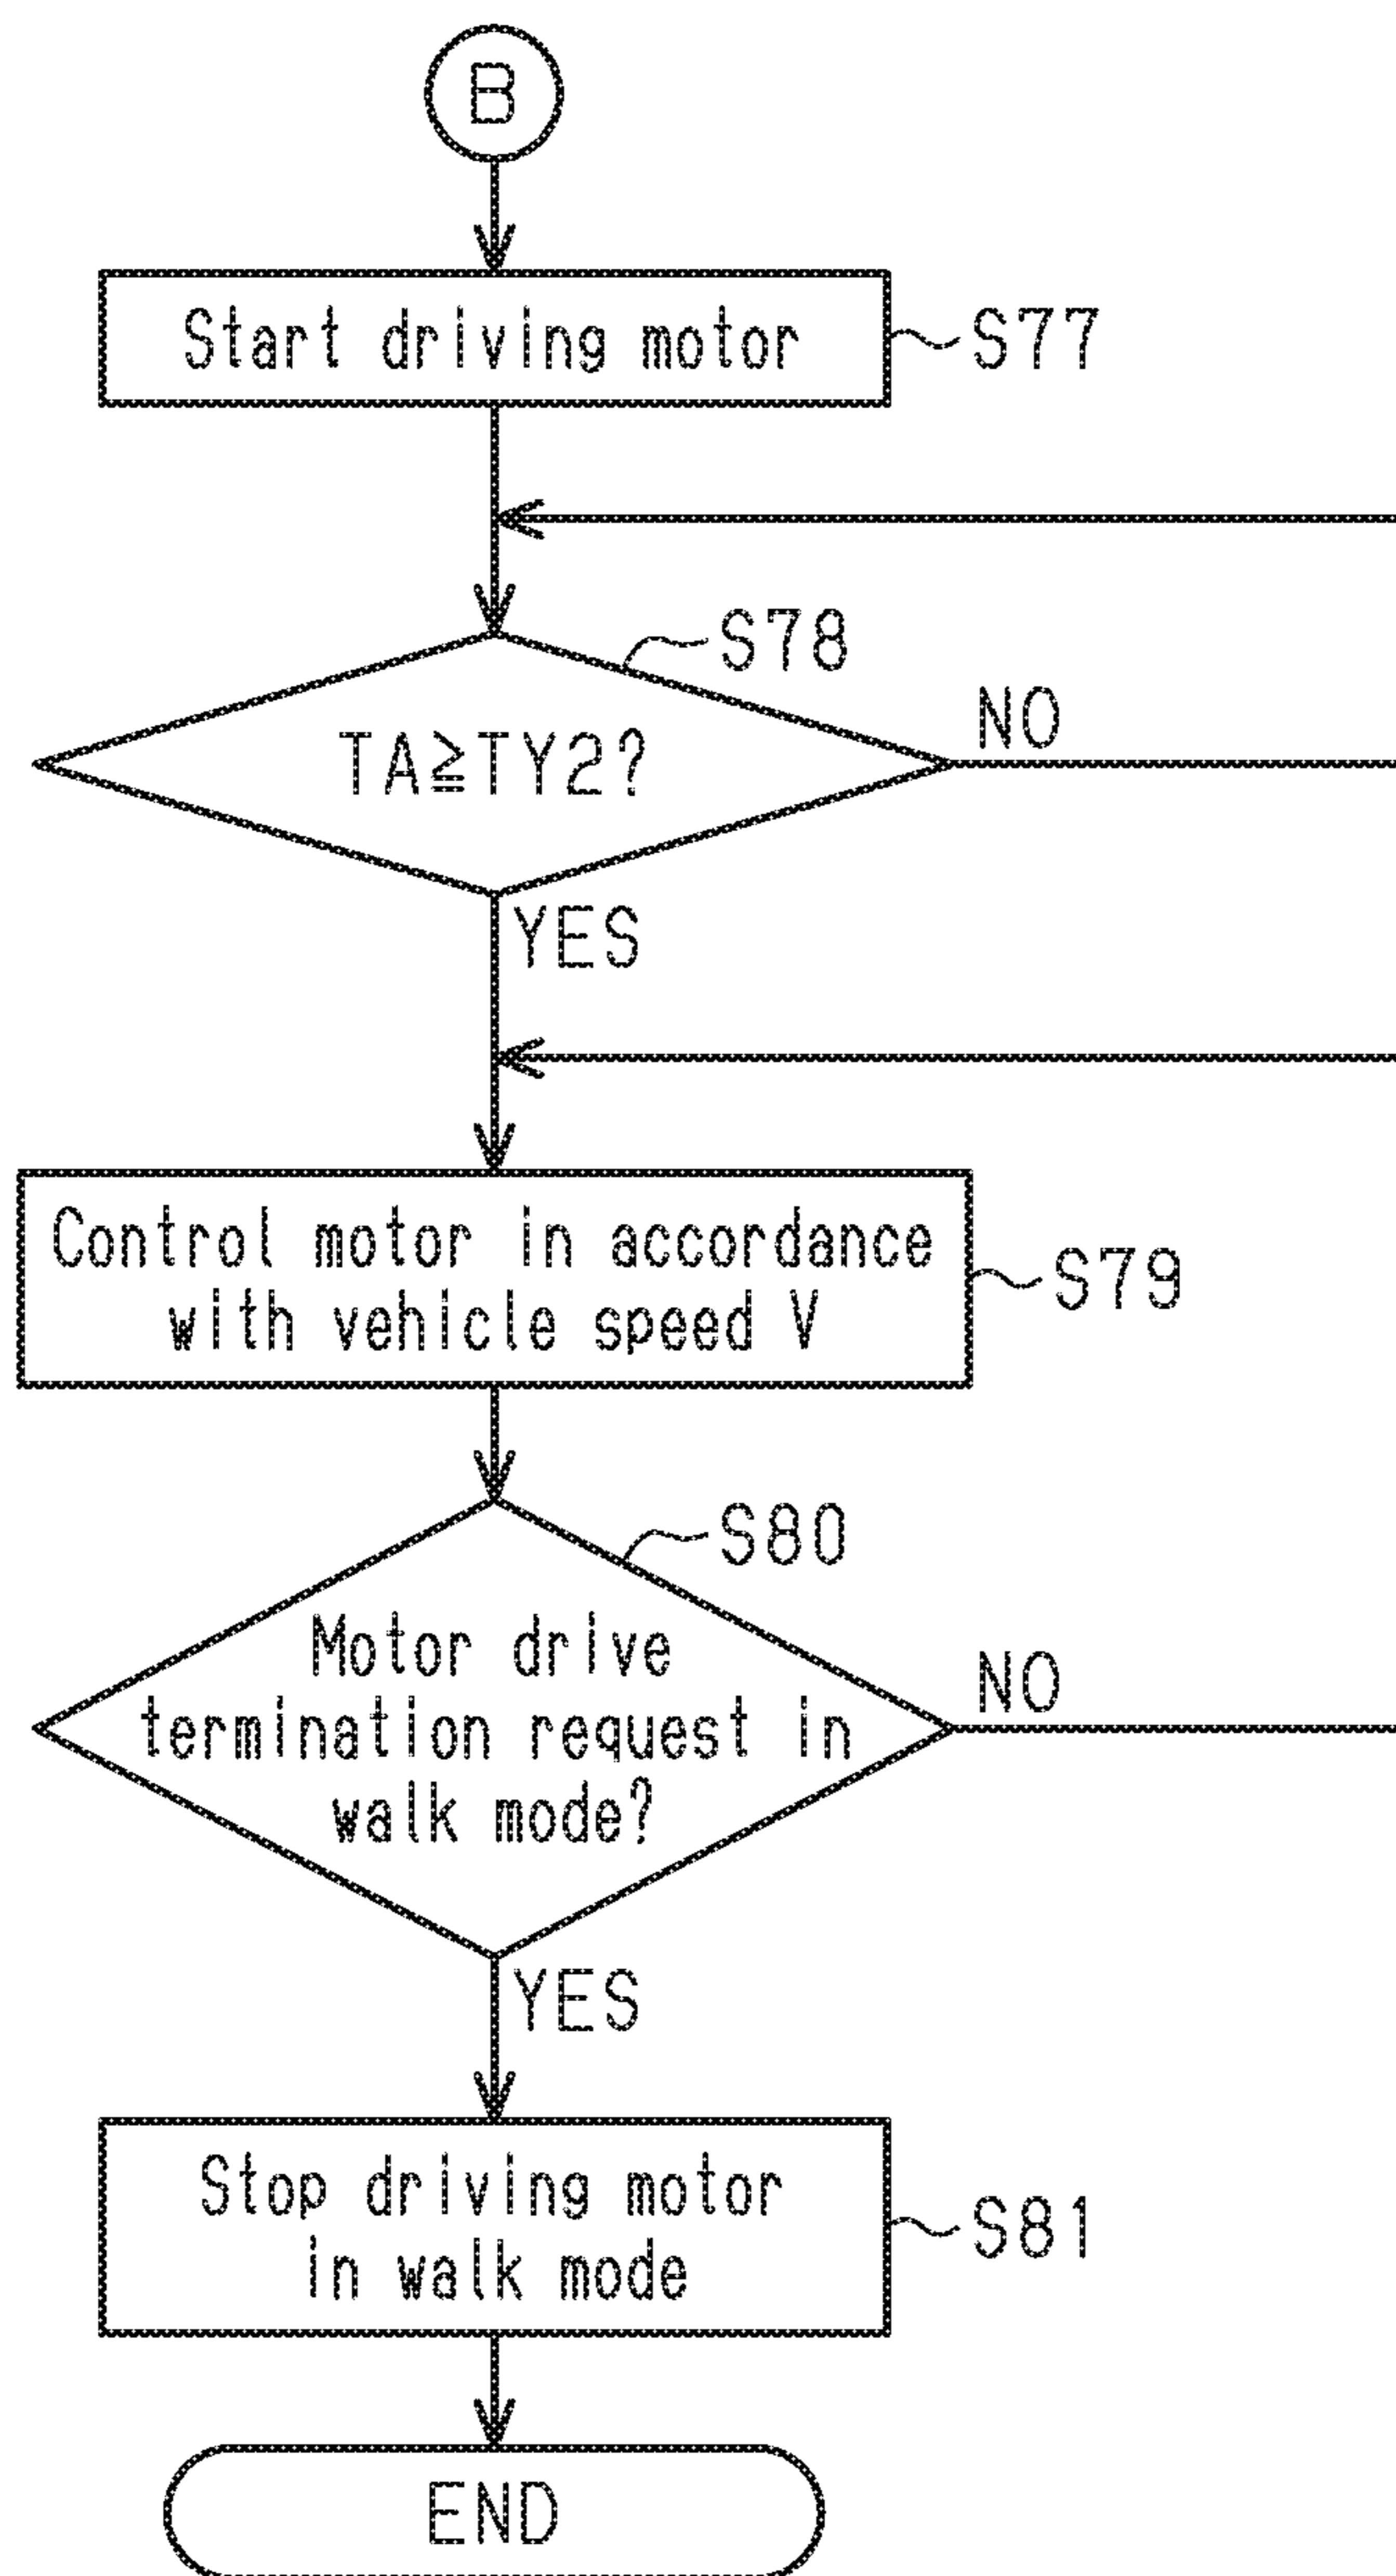 B
Start driving motor
S77
S78
TA≧TY2?
NO
YES
Control motor in accordance
with vehicle speed V
S79
S80
Motor drive
termination request in
walk mode?
NO
YES
Stop driving motor
in walk mode
S81
END